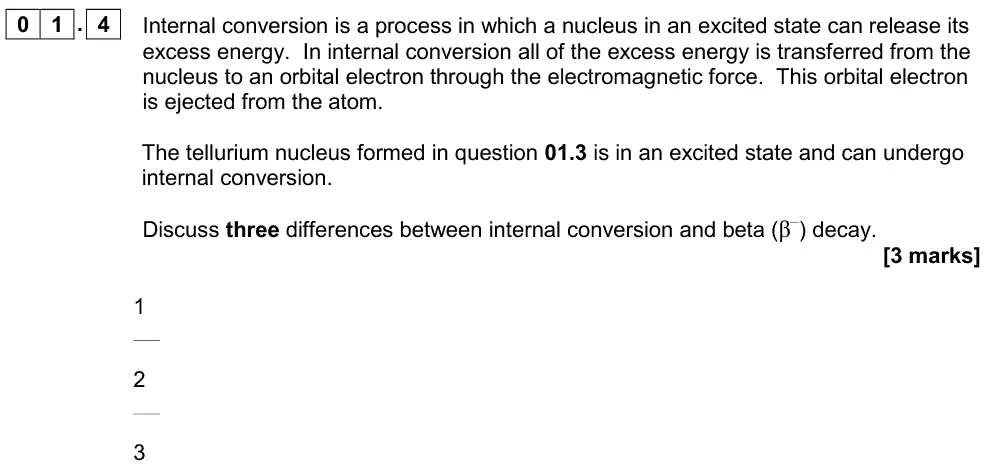 01.4 Internal conversion is a process in which a nucleus in an excited state can release its
excess energy. In internal conversion all of the excess energy is transferred from the
nucleus to an orbital electron through the electromagnetic force. This orbital electron
is ejected from the atom.
The tellurium nucleus formed in question 01.3 is in an excited state and can undergo
internal conversion.
Discuss three differences between internal conversion and beta (β⁻) decay.
[3 marks]
1
2
3